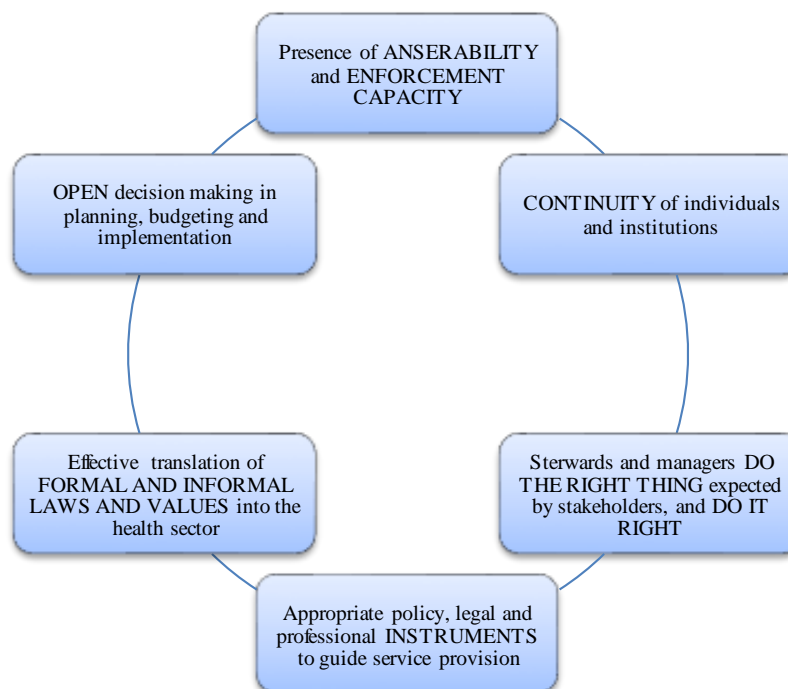 Presence of ANSERABILITY
and ENFORCEMENT
CAPACITY
OPEN decision making in
planning, budgeting and
implementation
CONTINUITY of individuals
and institutions
Effective translation of
FORMAL AND INFORMAL
LAWS AND VALUES into the
health sector
Sterwards and managers DO
THE RIGHT THING expected
by stakeholders, and DO IT
RIGHT
Appropriate policy, legal and
professional INSTRUMENTS
to guide service provision